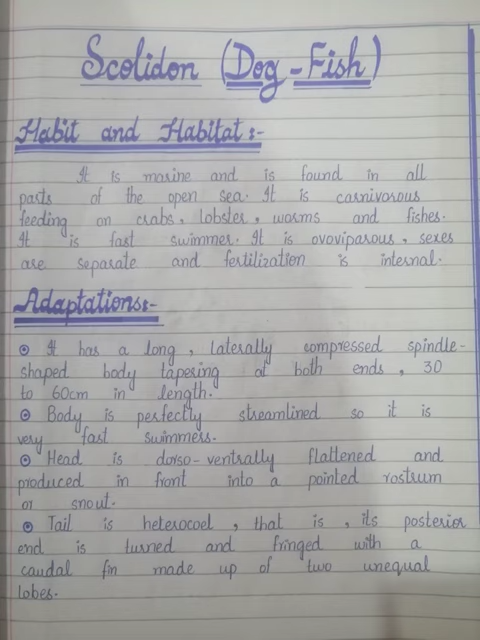 Scolidon (Dog-Fish)
Habit and Habitat:-
It is marine and is found in all
parts of the open sea. It is carnivorous
feeding on crabs, lobster, worms and fishes.
It is fast swimmer. It is ovoviparous, sexes
are separate and fertilization is internal.
Adaptations:-
⊙ It has a long, laterally compressed spindle-
shaped body tapering at both ends, 30
to 60cm in length.
⊙ Body is perfectly streamlined so it is
very fast swimmers.
⊙ Head is dorso-ventrally flattened and
produced in front into a pointed rostrum
or snout.
⊙ Tail is heterocoel, that is, its posterior
end is turned and fringed with a
caudal fin made up of two unequal
lobes.